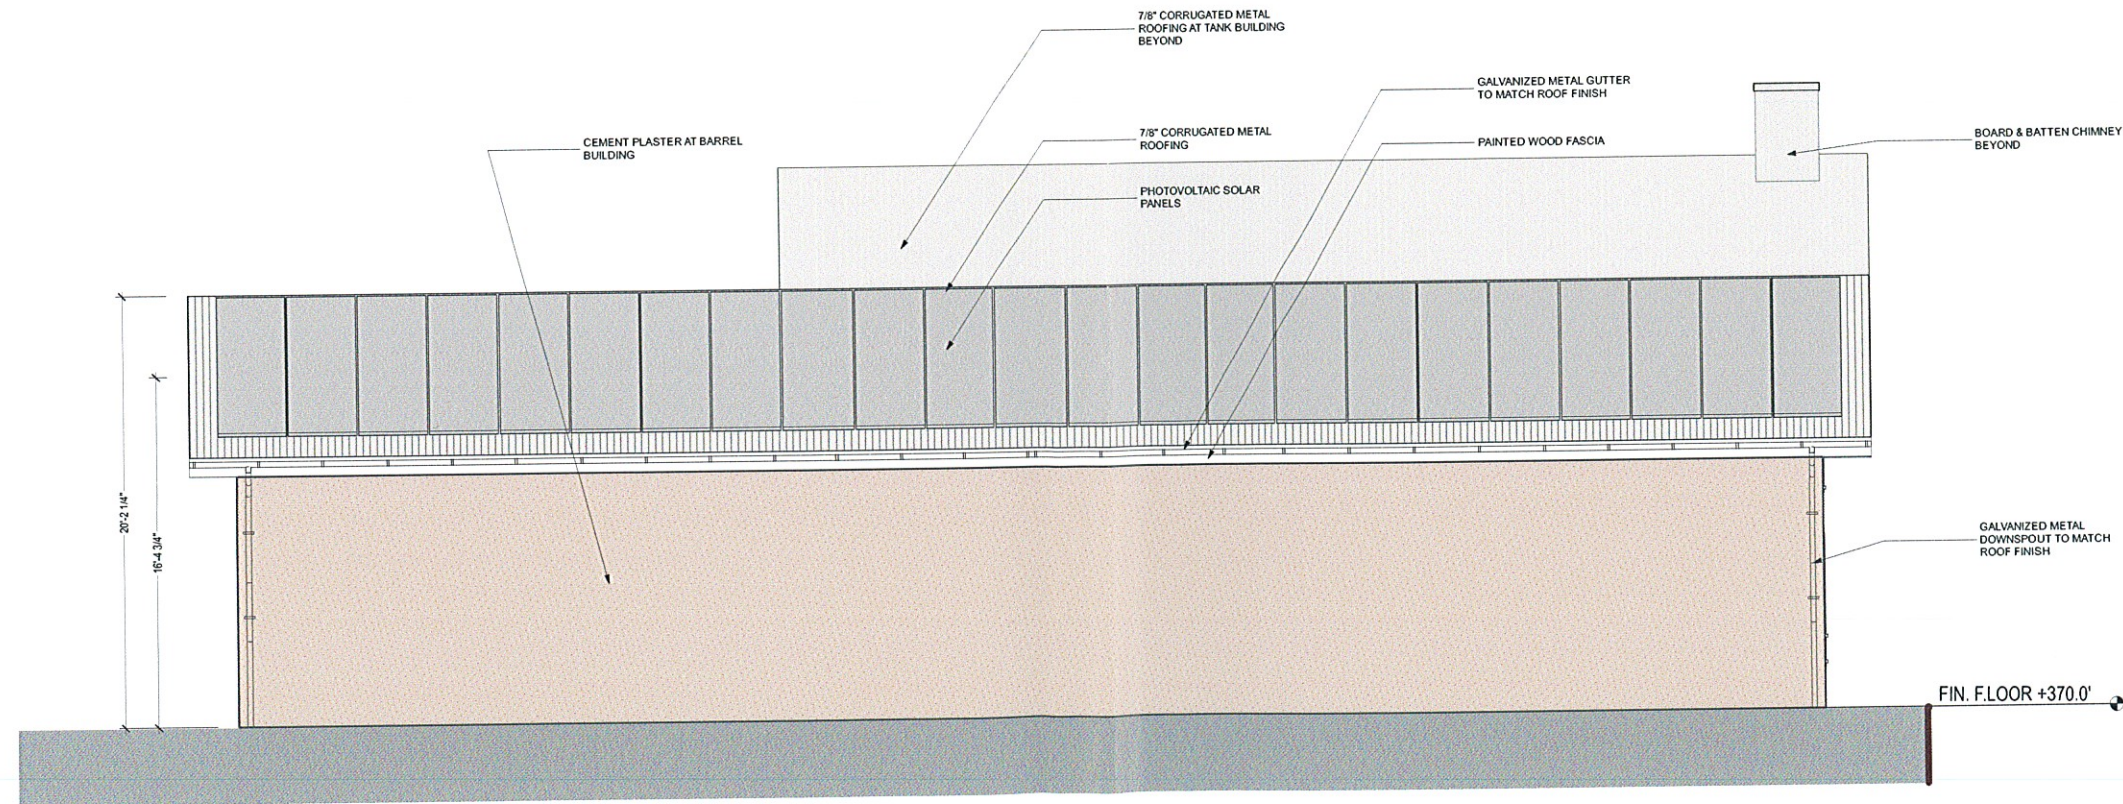 7/8" CORRUGATED METAL
ROOFING AT TANK BUILDING
BEYOND
GALVANIZED METAL GUTTER
TO MATCH ROOF FINISH
CEMENT PLASTER AT BARREL
BUILDING
7/8" CORRUGATED METAL
ROOFING
PAINTED WOOD FASCIA
BOARD & BATTEN CHIMNEY
BEYOND
PHOTOVOLTAIC SOLAR
PANELS
20'-2 1/4"
16'-4 3/4"
GALVANIZED METAL
DOWNSPOUT TO MATCH
ROOF FINISH
FIN. F.LOOR +370.0'